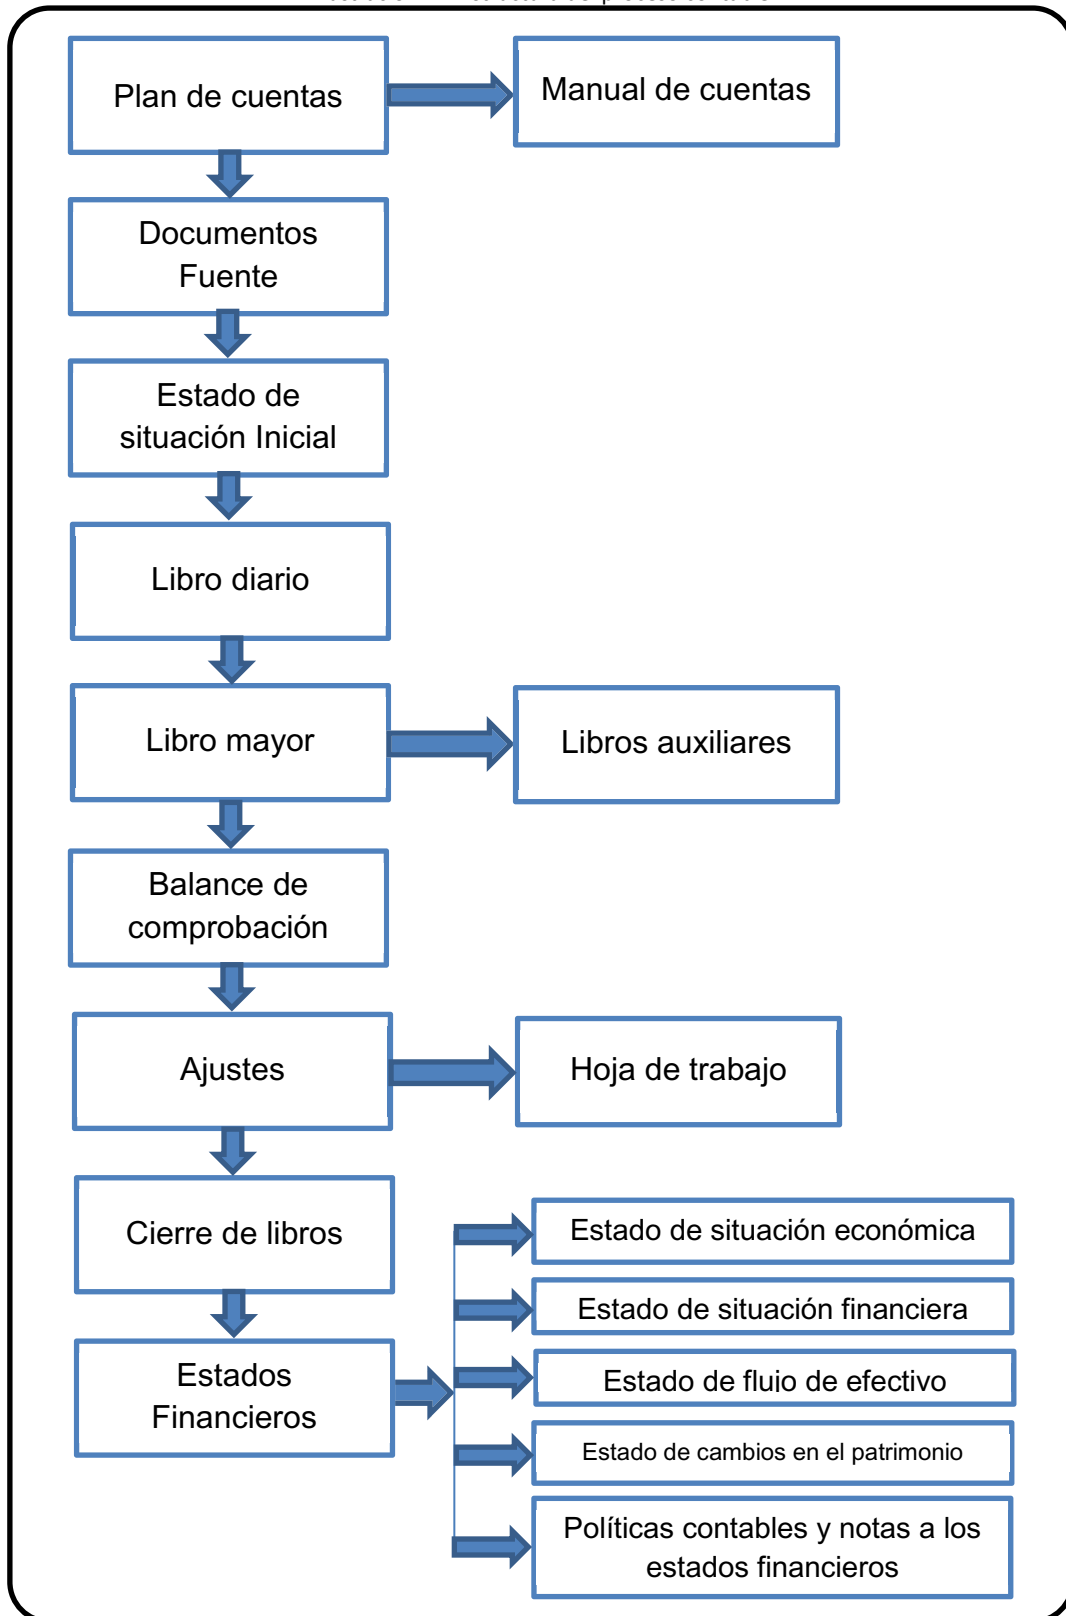 Plan de cuentas
Manual de cuentas
Documentos
Fuente
Estado de
situación Inicial
Libro diario
Libro mayor
Libros auxiliares
Balance de
comprobación
Ajustes
Hoja de trabajo
Cierre de libros
Estado de situación económica
Estado de situación financiera
Estados
Financieros
Estado de flujo de efectivo
Estado de cambios en el patrimonio
Políticas contables y notas a los
estados financieros